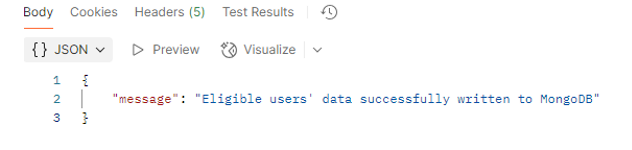 Body Cookies Headers (5) Test Results
{} JSON Preview Visualize
1 {
2 "message": "Eligible users' data successfully written to MongoDB"
3 }